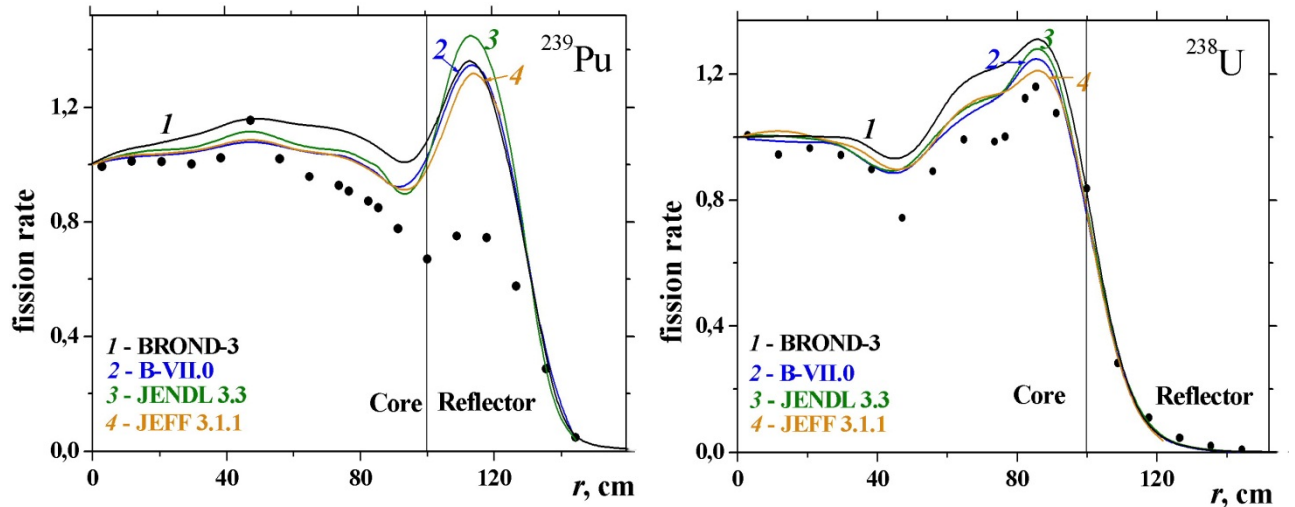 ²³⁹Pu
fission rate
1,2
0,8
0,4
0,0
1
2
3
4
1 - BROND-3
2 - B-VII.0
3 - JENDL 3.3
4 - JEFF 3.1.1
Core
Reflector
0
40
80
120
r, cm
²³⁸U
fission rate
1,2
0,8
0,4
0,0
1
2
3
4
1 - BROND-3
2 - B-VII.0
3 - JENDL 3.3
4 - JEFF 3.1.1
Core
Reflector
0
40
80
120
r, cm